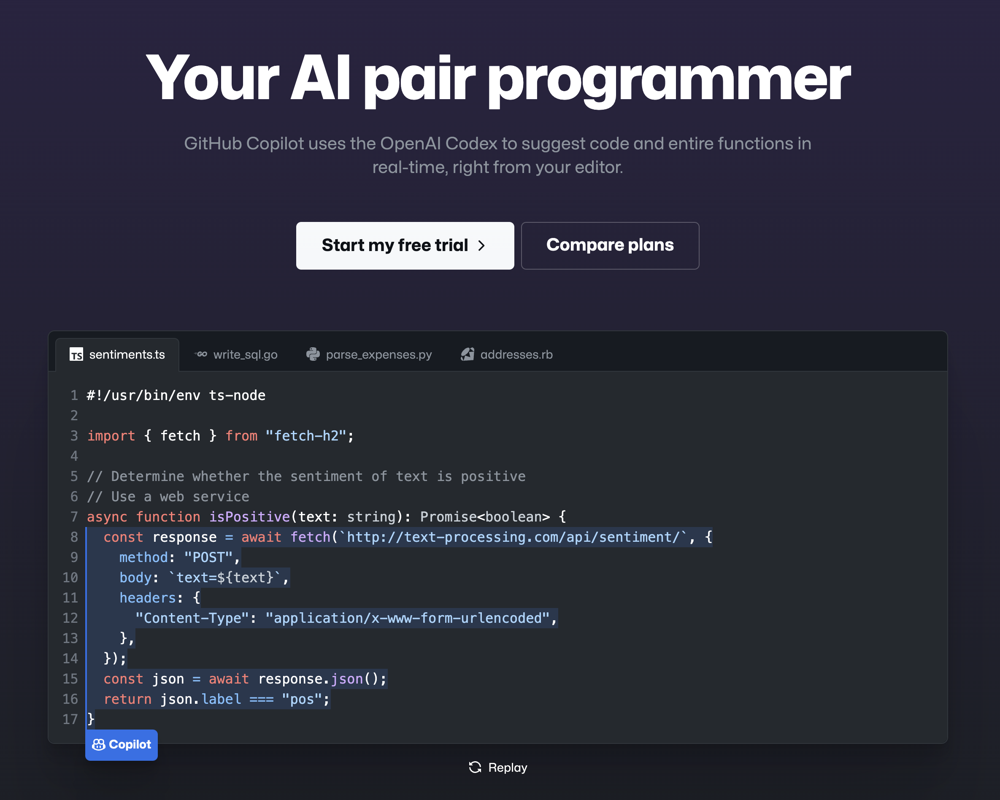 Your AI pair programmer
GitHub Copilot uses the OpenAI Codex to suggest code and entire functions in
real-time, right from your editor.
Start my free trial
Compare plans
TS sentiments.ts
write_sql.go
parse_expenses.py
addresses.rb
1 #!/usr/bin/env ts-node
2
3 import { fetch } from "fetch-h2";
4
5 // Determine whether the sentiment of text is positive
6 // Use a web service
7 async function isPositive(text: string): Promise<boolean> {
8   const response = await fetch(`http://text-processing.com/api/sentiment/`, {
9     method: "POST",
10     body: `text=${text}`,
11     headers: {
12       "Content-Type": "application/x-www-form-urlencoded",
13     },
14   });
15   const json = await response.json();
16   return json.label === "pos";
17 }
Copilot
Replay